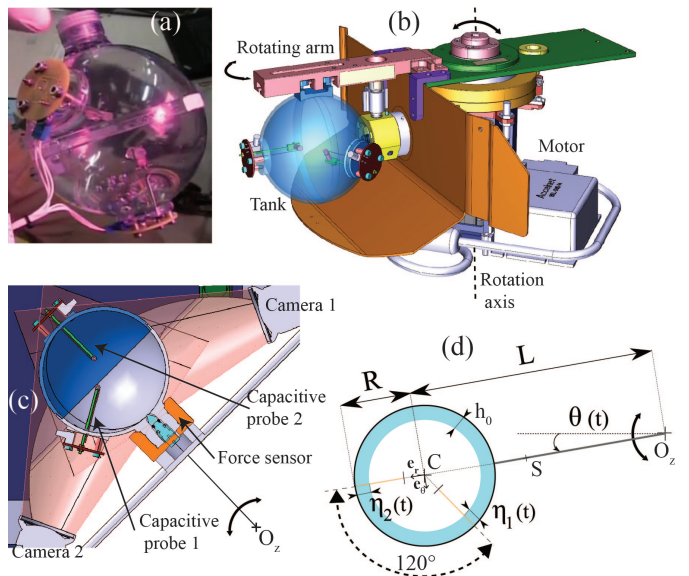 (a)
(b)
Rotating arm
Tank
Motor
Rotation
axis
(c)
Camera 1
Capacitive
probe 2
Force sensor
Capacitive
probe 1
Camera 2
O_z
(d)
R
L
h_0
θ(t)
O_z
C
S
e_r
e_θ
η_2(t)
η_1(t)
120°